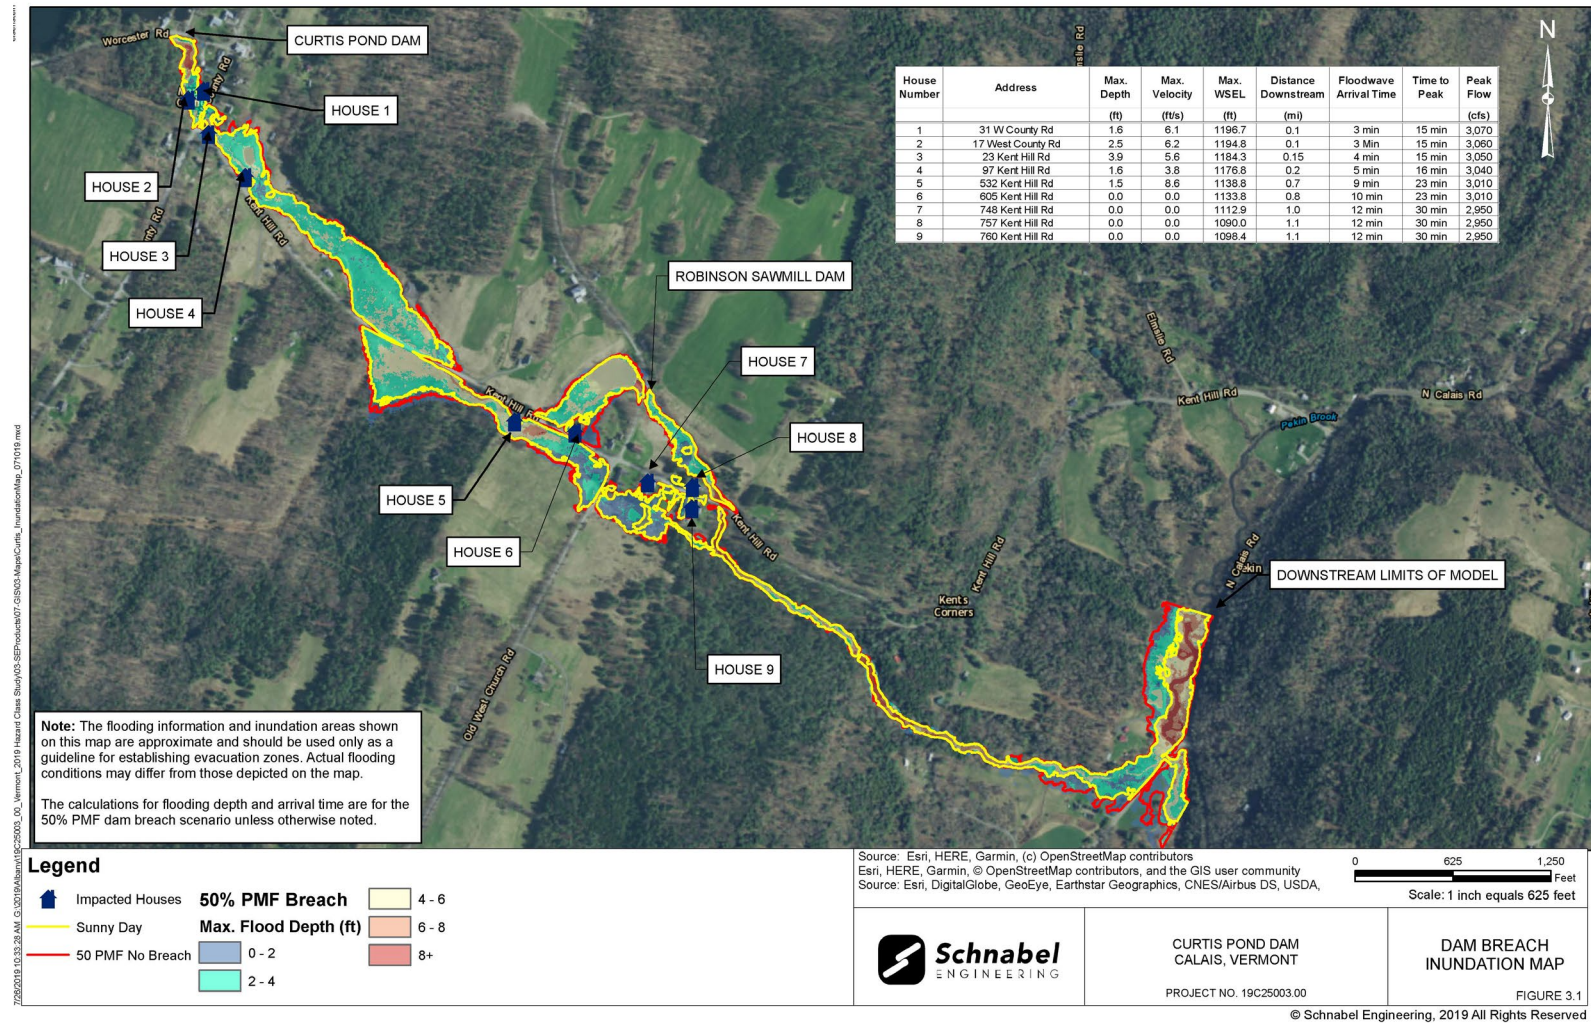 Worcester Rd
CURTIS POND DAM
HOUSE 1
HOUSE 2
HOUSE 3
HOUSE 4
Kent Hill Rd
ROBINSON SAWMILL DAM
HOUSE 7
Kent Hill Rd
HOUSE 8
HOUSE 5
HOUSE 6
Kent Hill Rd
HOUSE 9
Old West Church Rd
Kent's
Corners
Kent Hill Rd
Elmslie Rd
Kent Hill Rd
N Calais Rd
Pekin Brook
N Calais Rd
DOWNSTREAM LIMITS OF MODEL
N
House Number Address Max. Depth Max. Velocity Max. WSEL Distance Downstream Floodwave Arrival Time Time to Peak Peak Flow
(ft) (ft/s) (ft) (mi) (cfs)
1 31 W County Rd 1.6 6.1 1196.7 0.1 3 min 15 min 3,070
2 17 West County Rd 2.5 6.2 1194.8 0.1 3 Min 15 min 3,060
3 23 Kent Hill Rd 3.9 5.6 1184.3 0.15 4 min 15 min 3,050
4 97 Kent Hill Rd 1.6 3.8 1176.8 0.2 5 min 16 min 3,040
5 532 Kent Hill Rd 1.5 8.6 1138.8 0.7 9 min 23 min 3,010
6 605 Kent Hill Rd 0.0 0.0 1133.8 0.8 10 min 23 min 3,010
7 748 Kent Hill Rd 0.0 0.0 1112.9 1.0 12 min 30 min 2,950
8 757 Kent Hill Rd 0.0 0.0 1090.0 1.1 12 min 30 min 2,950
9 760 Kent Hill Rd 0.0 0.0 1098.4 1.1 12 min 30 min 2,950
Note: The flooding information and inundation areas shown
on this map are approximate and should be used only as a
guideline for establishing evacuation zones. Actual flooding
conditions may differ from those depicted on the map.
The calculations for flooding depth and arrival time are for the
50% PMF dam breach scenario unless otherwise noted.
Legend
Impacted Houses
Sunny Day
50 PMF No Breach
50% PMF Breach
Max. Flood Depth (ft)
0 - 2
2 - 4
4 - 6
6 - 8
8+
Source: Esri, HERE, Garmin, (c) OpenStreetMap contributors
Esri, HERE, Garmin, © OpenStreetMap contributors, and the GIS user community
Source: Esri, DigitalGlobe, GeoEye, Earthstar Geographics, CNES/Airbus DS, USDA,
0 625 1,250
Feet
Scale: 1 inch equals 625 feet
Schnabel
ENGINEERING
CURTIS POND DAM
CALAIS, VERMONT
PROJECT NO. 19C25003.00
DAM BREACH
INUNDATION MAP
FIGURE 3.1
© Schnabel Engineering, 2019 All Rights Reserved